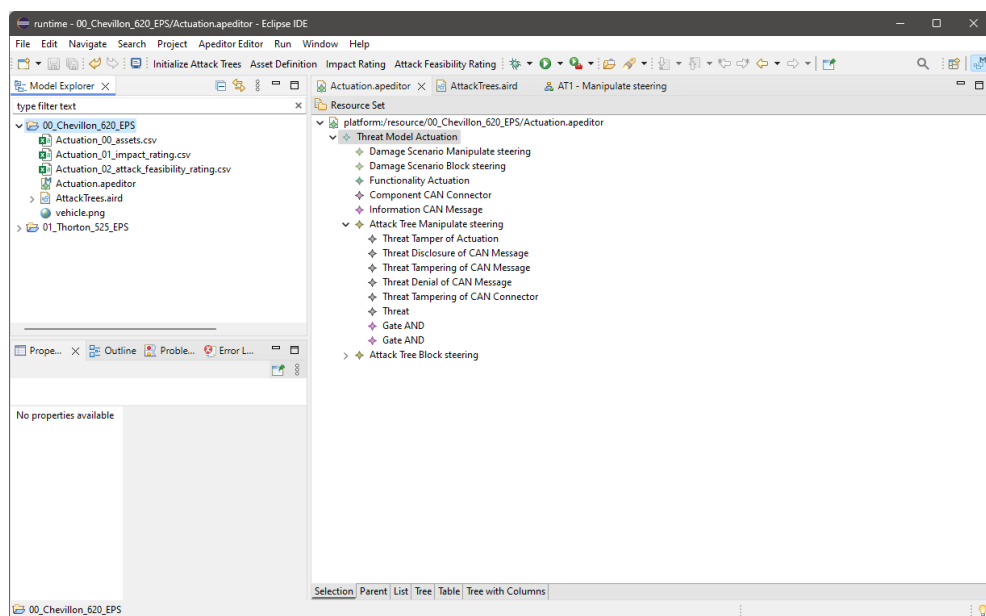 runtime - 00_Chevillon_620_EPS/Actuation.apeditor - Eclipse IDE
File Edit Navigate Search Project Apeditor Editor Run Window Help
Initialize Attack Trees Asset Definition Impact Rating Attack Feasibility Rating
Model Explorer
type filter text
00_Chevillon_620_EPS
Actuation_00_assets.csv
Actuation_01_impact_rating.csv
Actuation_02_attack_feasibility_rating.csv
Actuation.apeditor
AttackTrees.aird
vehicle.png
01_Thorton_525_EPS
Prope... Outline Proble... Error L...
No properties available
Actuation.apeditor AttackTrees.aird AT1 - Manipulate steering
Resource Set
platform:/resource/00_Chevillon_620_EPS/Actuation.apeditor
Threat Model Actuation
Damage Scenario Manipulate steering
Damage Scenario Block steering
Functionality Actuation
Component CAN Connector
Information CAN Message
Attack Tree Manipulate steering
Threat Tamper of Actuation
Threat Disclosure of CAN Message
Threat Tampering of CAN Message
Threat Denial of CAN Message
Threat Tampering of CAN Connector
Threat
Gate AND
Gate AND
Attack Tree Block steering
Selection Parent List Tree Table Tree with Columns
00_Chevillon_620_EPS